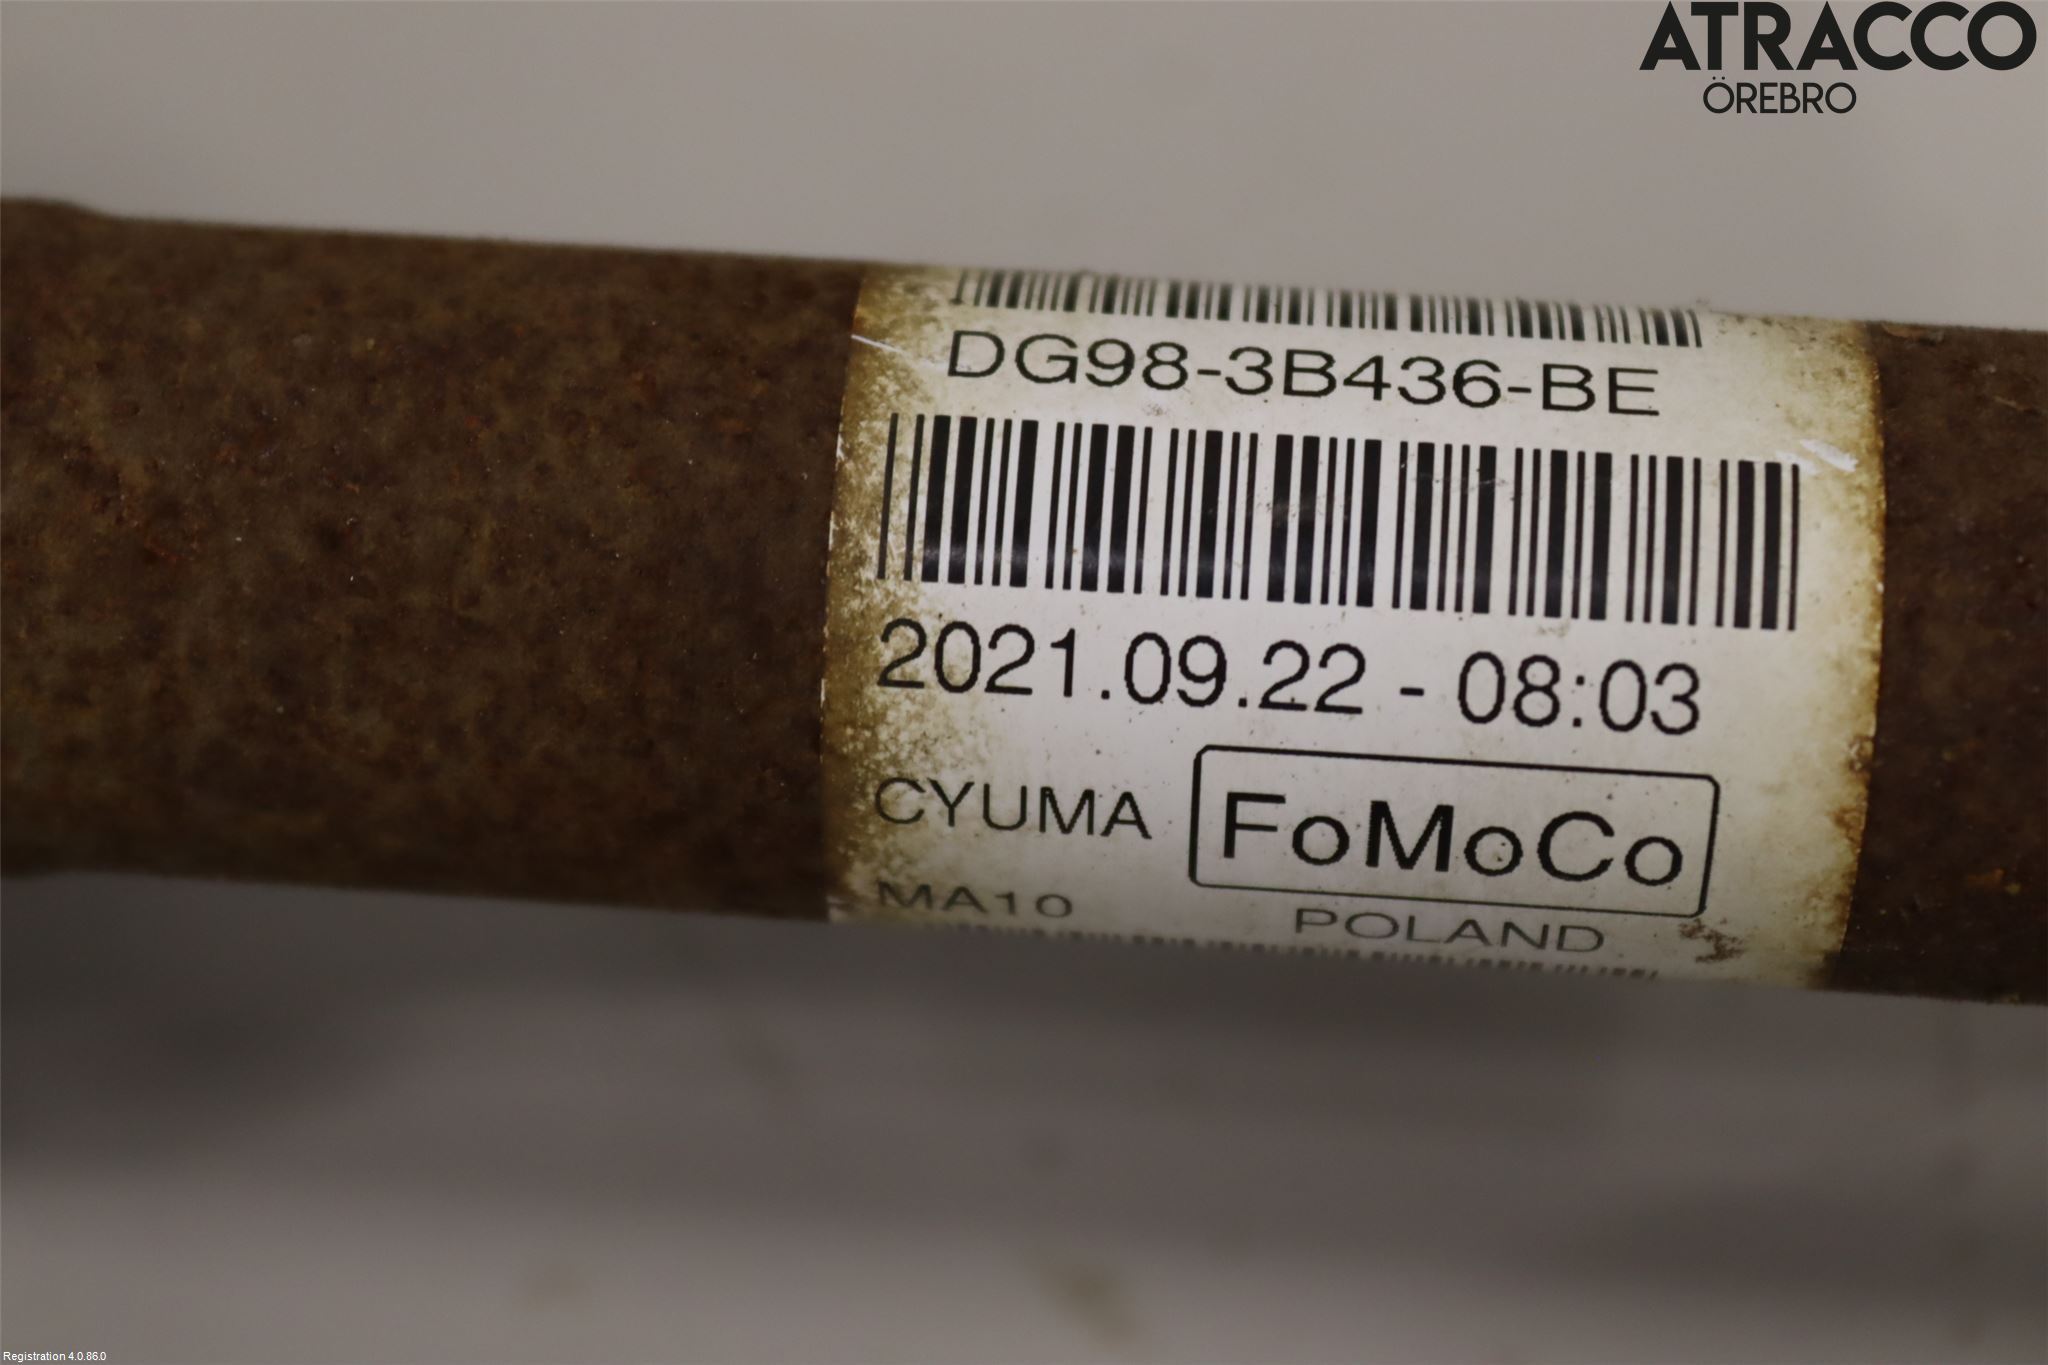 ATRACCO
ÖREBRO
DG98-3B436-BE
2021.09.22 - 08:03
CYUMA
FoMoCo
MA10
POLAND
Registration 4.0.86.0